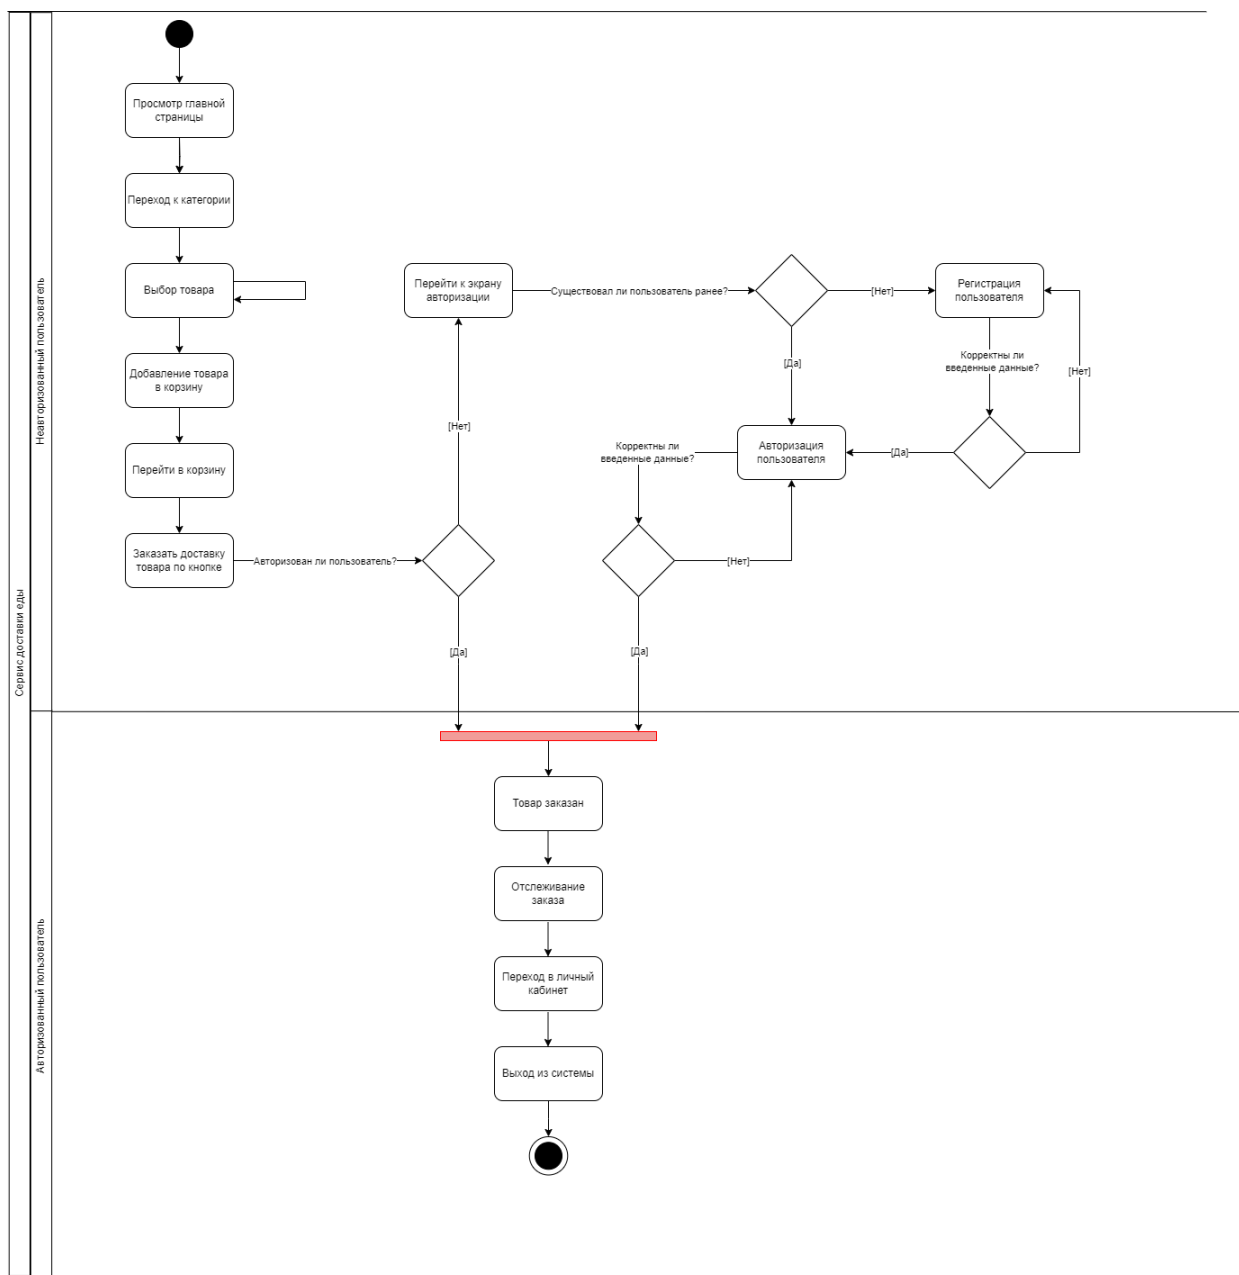 Сервис доставки еды
Неавторизованный пользователь
Просмотр главной
страницы
Переход к категории
Выбор товара
Добавление товара
в корзину
Перейти в корзину
Заказать доставку
товара по кнопке
Авторизован ли пользователь?
[Нет]
[Да]
Перейти к экрану
авторизации
Существовал ли пользователь ранее?
[Нет]
[Да]
Регистрация
пользователя
Корректны ли
введенные данные?
[Нет]
[Да]
Авторизация
пользователя
Корректны ли
введенные данные?
[Нет]
[Да]
Авторизованный пользователь
Товар заказан
Отслеживание
заказа
Переход в личный
кабинет
Выход из системы